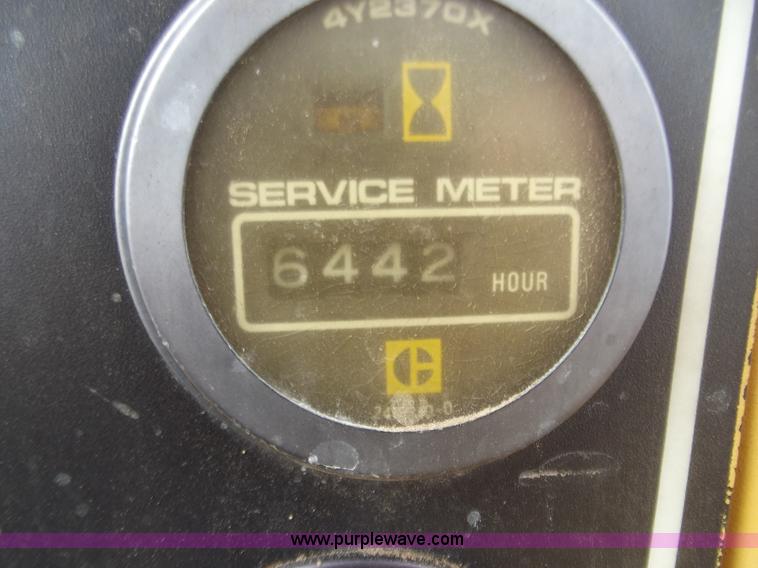 4Y2370X
SERVICE METER
6442 HOUR
www.purplewave.com